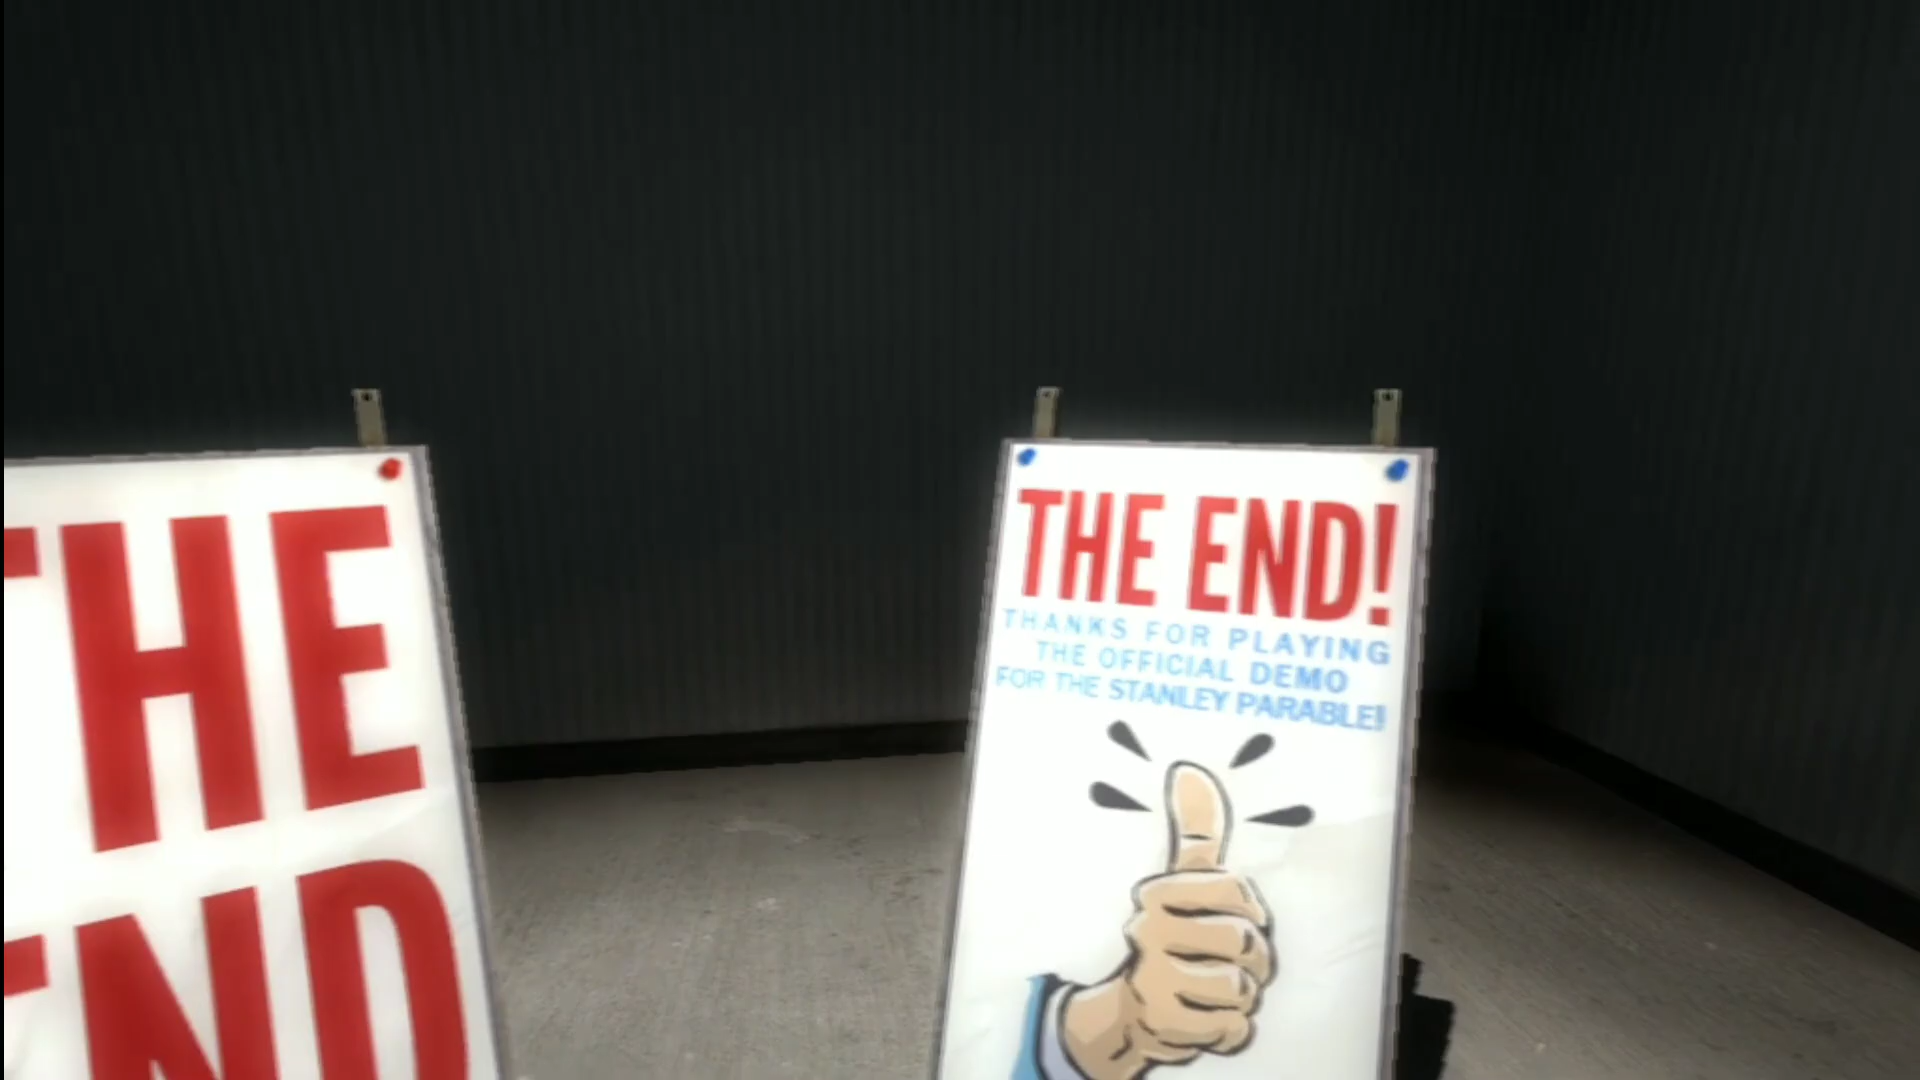 THE
END
THE END!
THANKS FOR PLAYING
THE OFFICIAL DEMO
FOR THE STANLEY PARABLE!